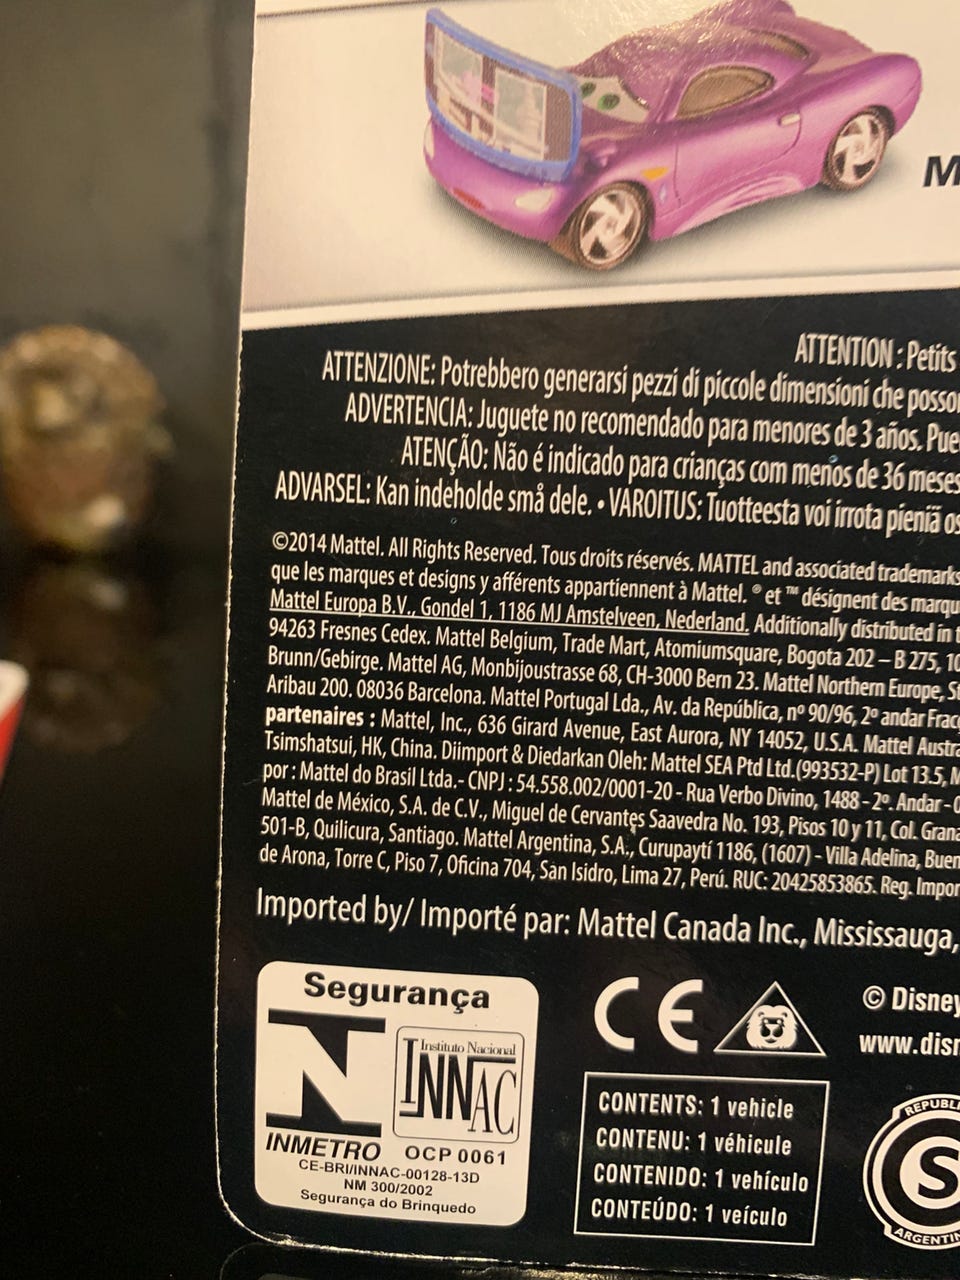 M
ATTENTION : Petits
ATTENZIONE: Potrebbero generarsi pezzi di piccole dimensioni che posso
ADVERTENCIA: Juguete no recomendado para menores de 3 años. Pue
ATENÇÃO: Não é indicado para crianças com menos de 36 meses
ADVARSEL: Kan indeholde små dele. • VAROITUS: Tuotteesta voi irrota pieniä os
©2014 Mattel. All Rights Reserved. Tous droits réservés. MATTEL and associated trademarks
que les marques et designs y afférents appartiennent à Mattel. ® et ™ désignent des marqu
Mattel Europa B.V., Gondel 1, 1186 MJ Amstelveen, Nederland. Additionally distributed in t
94263 Fresnes Cedex. Mattel Belgium, Trade Mart, Atomiumsquare, Bogota 202 – B 275, 10
Brunn/Gebirge. Mattel AG, Monbijoustrasse 68, CH-3000 Bern 23. Mattel Northern Europe, S
Aribau 200. 08036 Barcelona. Mattel Portugal Lda., Av. da República, nº 90/96, 2º andar Frac
partenaires : Mattel, Inc., 636 Girard Avenue, East Aurora, NY 14052, U.S.A. Mattel Austra
Tsimshatsui, HK, China. Diimport & Diedarkan Oleh: Mattel SEA Ptd Ltd.(993532-P) Lot 13.5, M
por : Mattel do Brasil Ltda.- CNPJ : 54.558.002/0001-20 - Rua Verbo Divino, 1488 - 2º. Andar -
Mattel de México, S.A. de C.V., Miguel de Cervantes Saavedra No. 193, Pisos 10 y 11, Col. Grana
501-B, Quilicura, Santiago. Mattel Argentina, S.A., Curupaytí 1186, (1607) - Villa Adelina, Buen
de Arona, Torre C, Piso 7, Oficina 704, San Isidro, Lima 27, Perú. RUC: 20425853865. Reg. Impor
Imported by/ Importé par: Mattel Canada Inc., Mississauga,
Segurança
Instituto Nacional
INNAC
INMETRO OCP 0061
CE-BRI/INNAC-00128-13D
NM 300/2002
Segurança do Brinquedo
CE
© Disney
www.disn
CONTENTS: 1 vehicle
CONTENU: 1 véhicule
CONTENIDO: 1 vehículo
CONTEÚDO: 1 veículo
REPUBLI
S
ARGENTIN